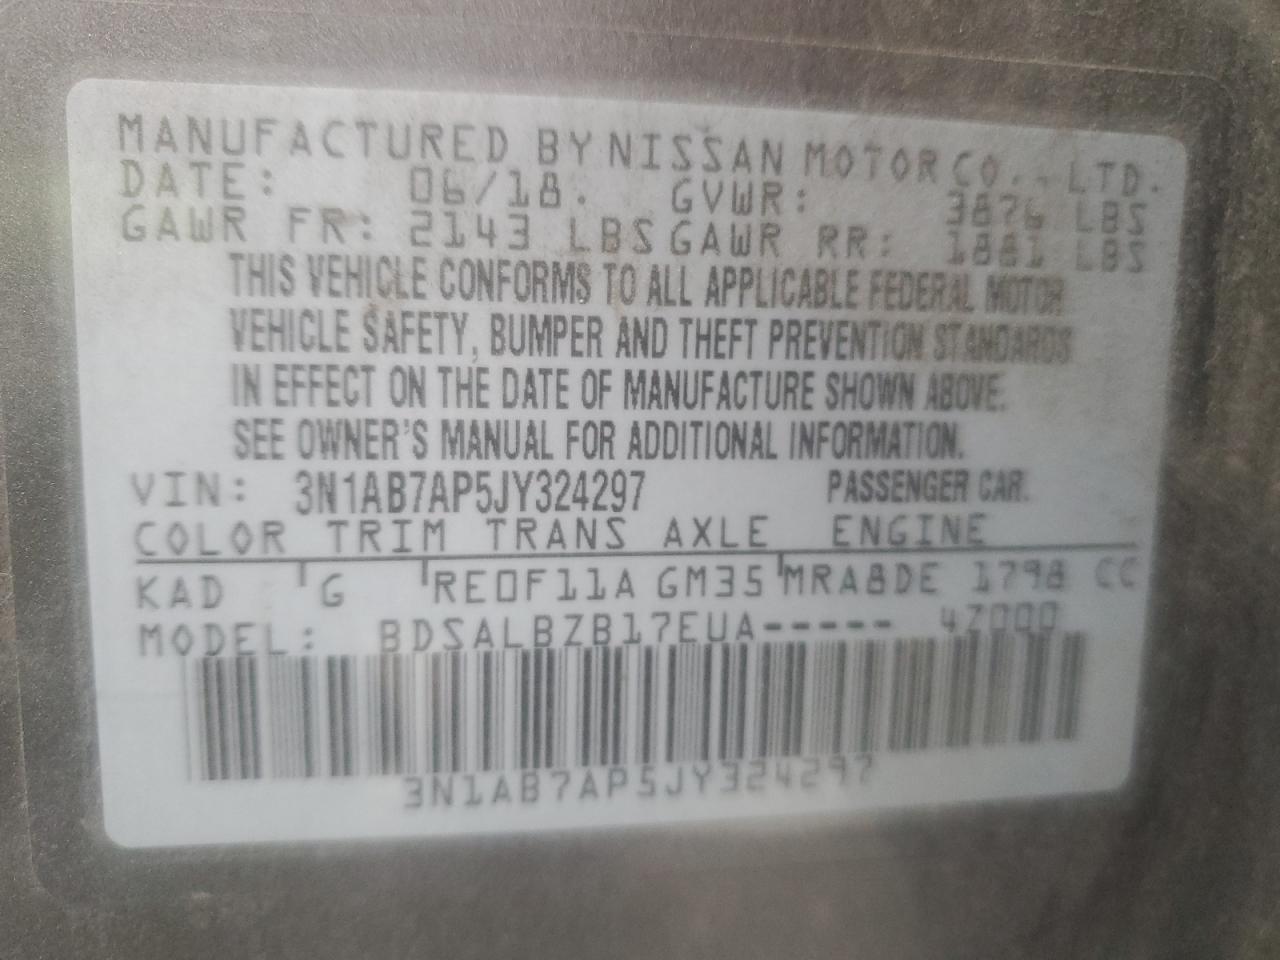 MANUFACTURED BY NISSAN MOTOR CO., LTD.
DATE: 06/18. GVWR: 3876 LBS
GAWR FR: 2143 LBS GAWR RR: 1881 LBS
THIS VEHICLE CONFORMS TO ALL APPLICABLE FEDERAL MOTOR
VEHICLE SAFETY, BUMPER AND THEFT PREVENTION STANDARDS
IN EFFECT ON THE DATE OF MANUFACTURE SHOWN ABOVE.
SEE OWNER'S MANUAL FOR ADDITIONAL INFORMATION.
VIN: 3N1AB7AP5JY324297 PASSENGER CAR.
COLOR TRIM TRANS AXLE ENGINE
KAD G RE0F11A GM35 MRA8DE 1798 CC
MODEL: BDSALBZB17EUA----- 4Z000
3N1AB7AP5JY324297